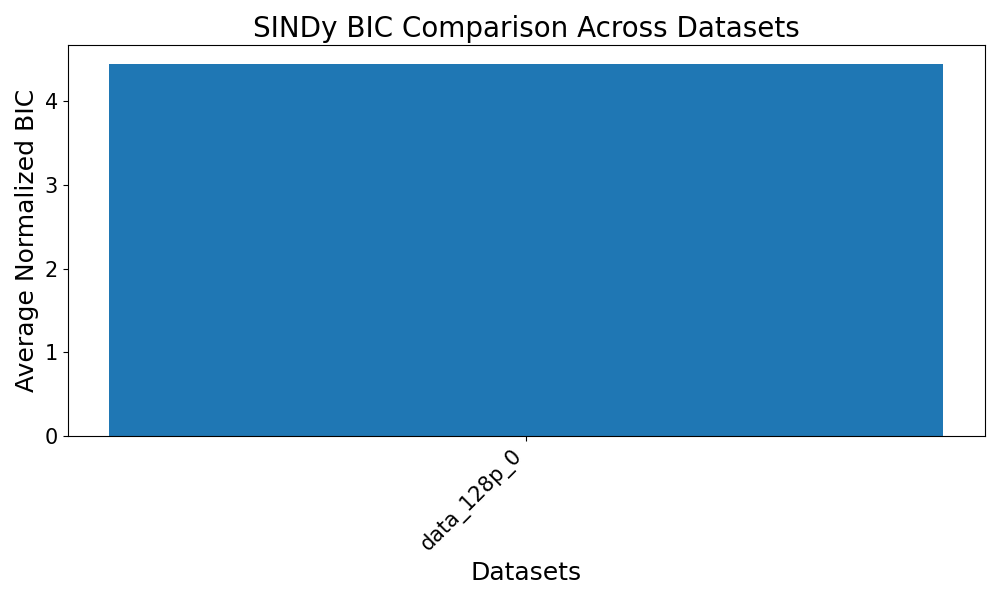 SINDy BIC Comparison Across Datasets
Average Normalized BIC
4
3
2
1
0
data_128p_0
Datasets